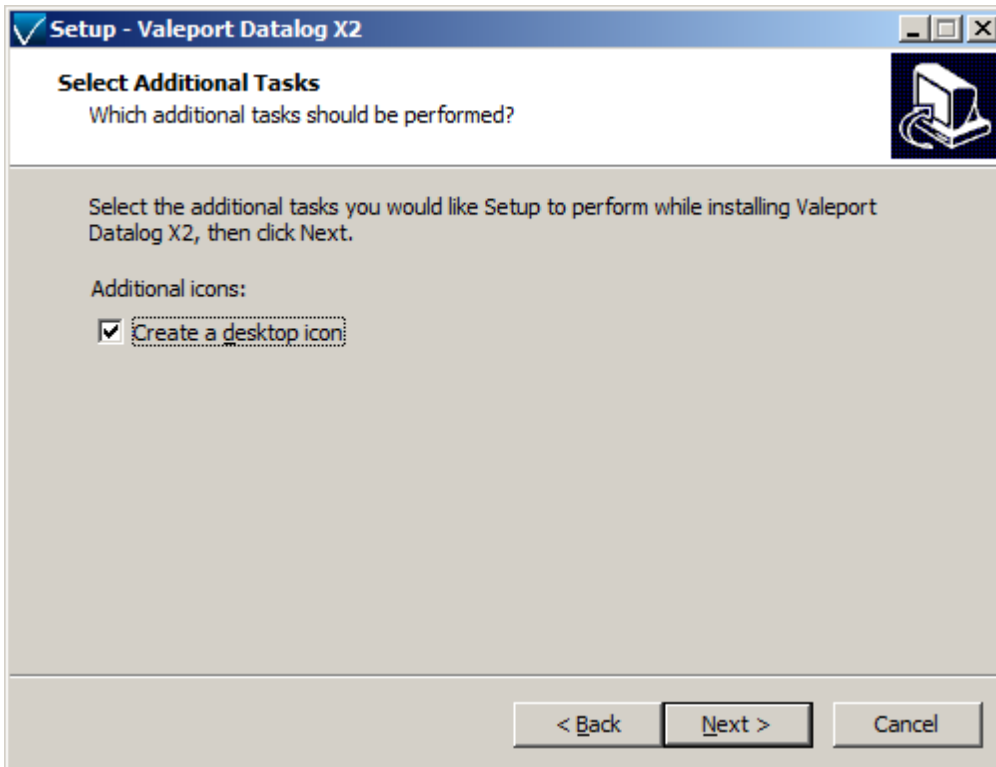 Setup - Valeport Datalog X2
Select Additional Tasks
Which additional tasks should be performed?
Select the additional tasks you would like Setup to perform while installing Valeport
Datalog X2, then click Next.
Additional icons:
Create a desktop icon
< Back Next > Cancel